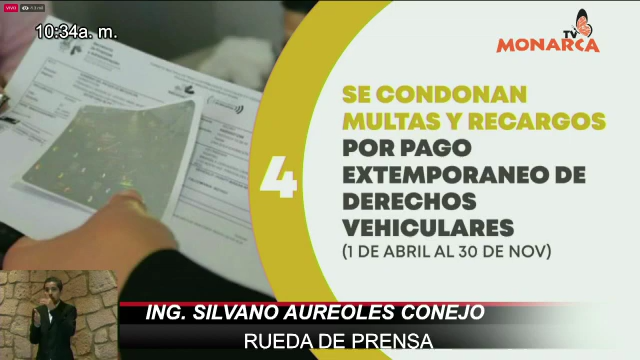 VIVO
10:34a. m.
TV
MONARCA
4
SE CONDONAN
MULTAS Y RECARGOS
POR PAGO
EXTEMPORANEO DE
DERECHOS
VEHICULARES
(1 DE ABRIL AL 30 DE NOV)
ING. SILVANO AUREOLES CONEJO
RUEDA DE PRENSA